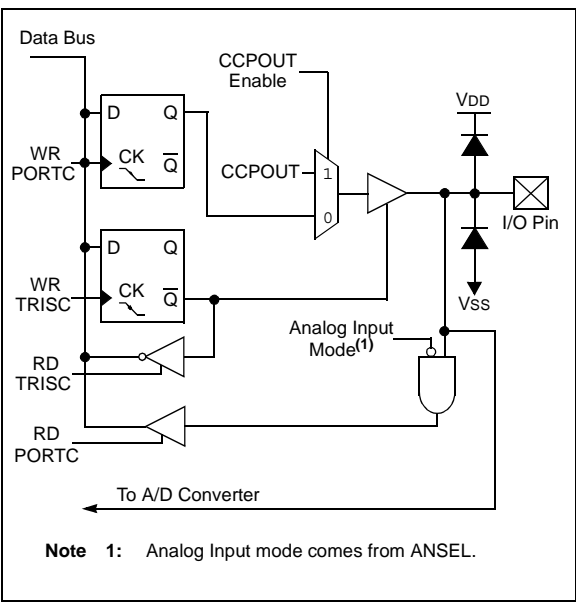 Data Bus
CCPOUT
Enable
VDD
D Q
WR
PORTC
CK
Q
CCPOUT
1
0
I/O Pin
D Q
WR
TRISC
CK
Q
VSS
Analog Input
Mode(1)
RD
TRISC
RD
PORTC
To A/D Converter
Note 1: Analog Input mode comes from ANSEL.